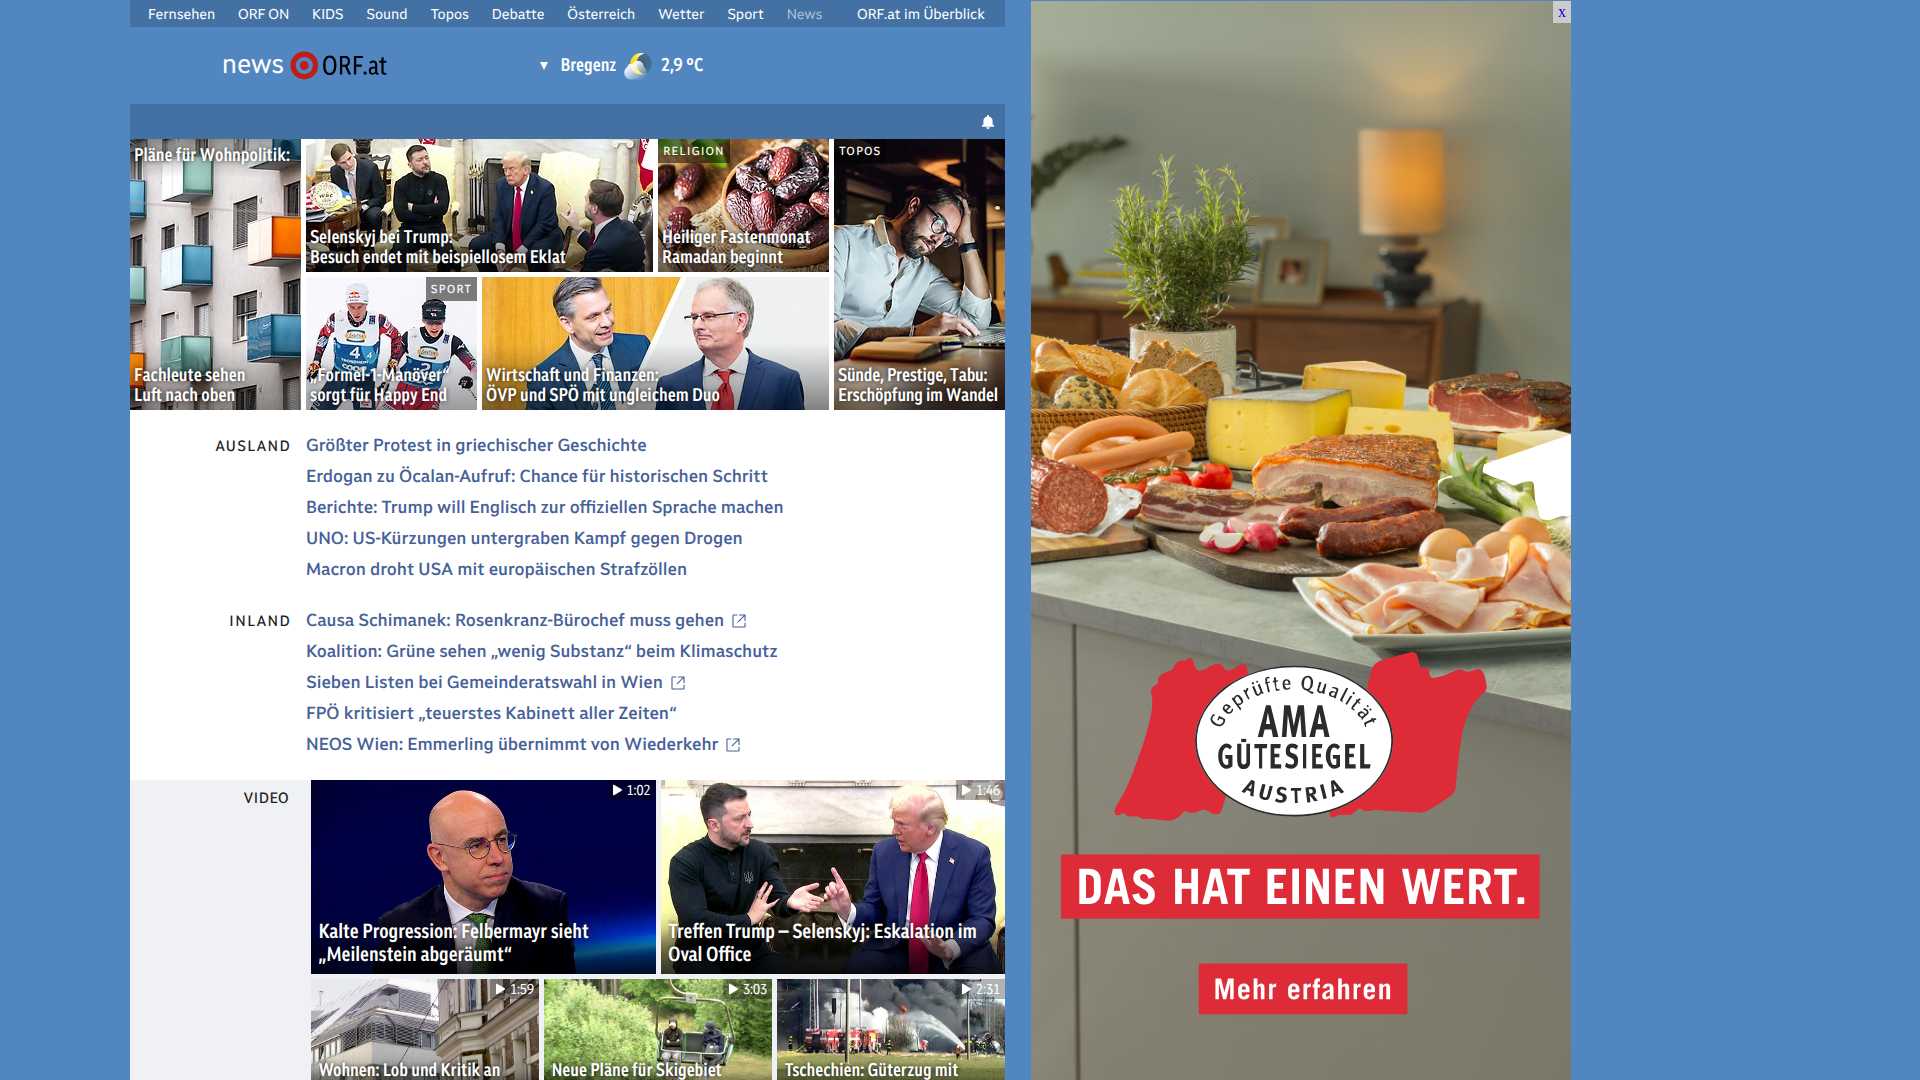 Fernsehen ORF ON KIDS Sound Topos Debatte Österreich Wetter Sport News ORF.at im Überblick
news ORF.at
▼ Bregenz 2,9 °C
Pläne für Wohnpolitik:
Fachleute sehen
Luft nach oben
Selenskyj bei Trump:
Besuch endet mit beispiellosem Eklat
RELIGION
Heiliger Fastenmonat
Ramadan beginnt
TOPOS
Sünde, Prestige, Tabu:
Erschöpfung im Wandel
SPORT
„Formel-1-Manöver“
sorgt für Happy End
Wirtschaft und Finanzen:
ÖVP und SPÖ mit ungleichem Duo
AUSLAND
Größter Protest in griechischer Geschichte
Erdogan zu Öcalan-Aufruf: Chance für historischen Schritt
Berichte: Trump will Englisch zur offiziellen Sprache machen
UNO: US-Kürzungen untergraben Kampf gegen Drogen
Macron droht USA mit europäischen Strafzöllen
INLAND
Causa Schimanek: Rosenkranz-Bürochef muss gehen
Koalition: Grüne sehen „wenig Substanz“ beim Klimaschutz
Sieben Listen bei Gemeinderatswahl in Wien
FPÖ kritisiert „teuerstes Kabinett aller Zeiten“
NEOS Wien: Emmerling übernimmt von Wiederkehr
VIDEO
1:02
Kalte Progression: Felbermayr sieht
„Meilenstein abgeräumt“
1:46
Treffen Trump – Selenskyj: Eskalation im
Oval Office
1:59
Wohnen: Lob und Kritik an
3:03
Neue Pläne für Skigebiet
2:31
Tschechien: Güterzug mit
x
Geprüfte Qualität
AMA
GÜTESIEGEL
AUSTRIA
DAS HAT EINEN WERT.
Mehr erfahren